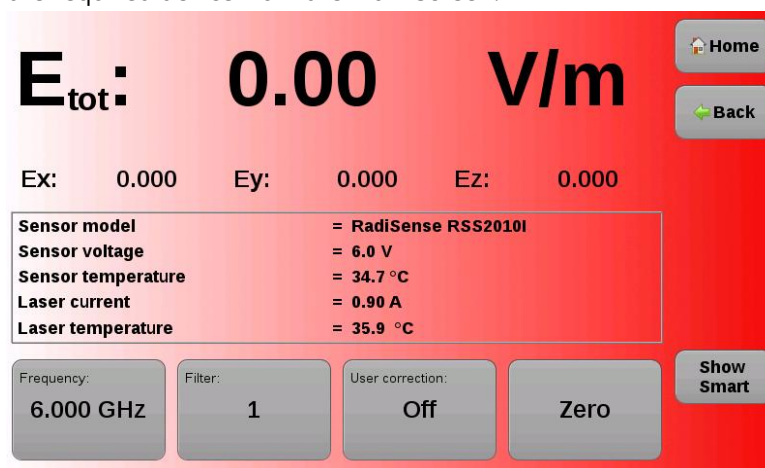 Etot: 0.00 V/m
Home
Back
Ex: 0.000 Ey: 0.000 Ez: 0.000
Sensor model = RadiSense RSS2010I
Sensor voltage = 6.0 V
Sensor temperature = 34.7 °C
Laser current = 0.90 A
Laser temperature = 35.9 °C
Show
Smart
Frequency:
6.000 GHz
Filter:
1
User correction:
Off
Zero